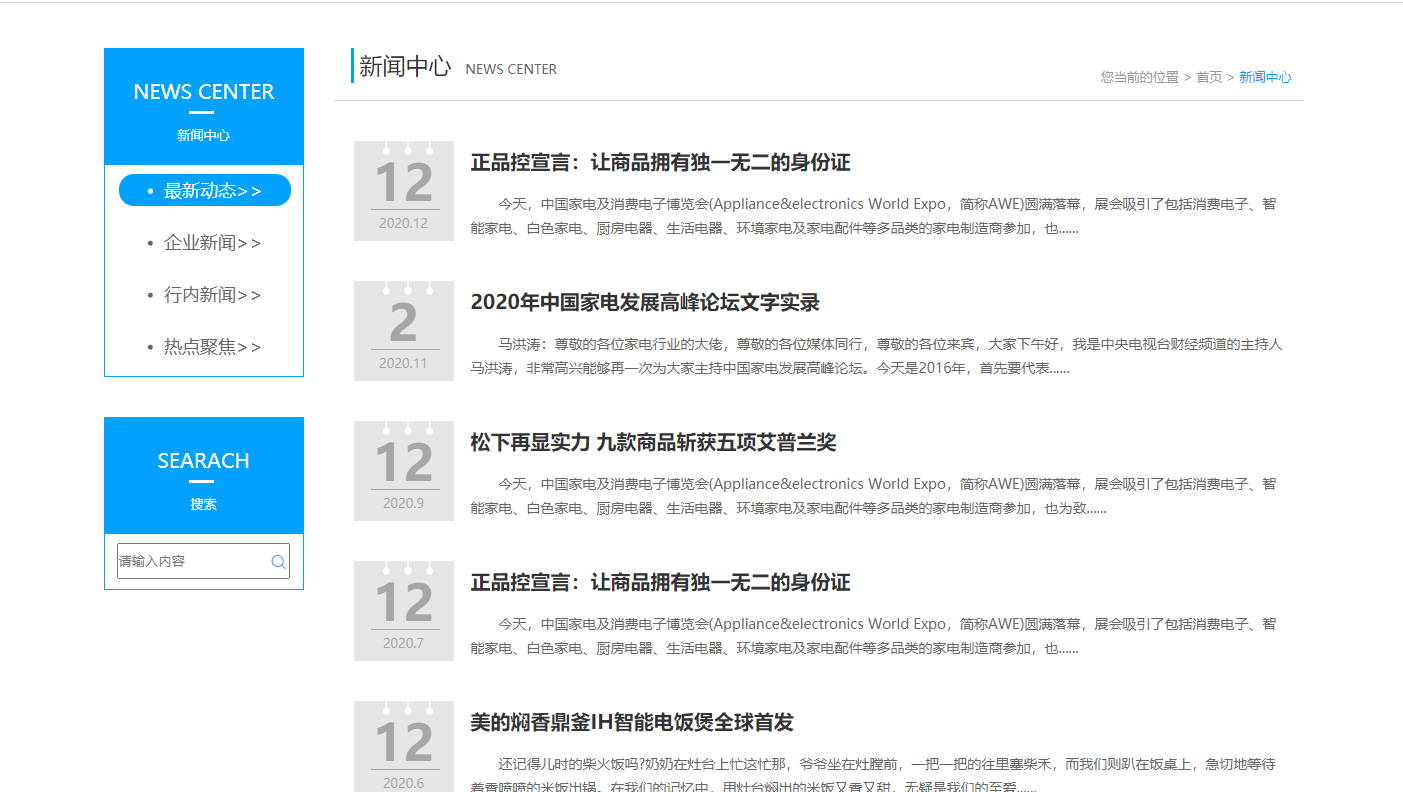 NEWS CENTER
新闻中心
• 最新动态>>
• 企业新闻>>
• 行内新闻>>
• 热点聚焦>>
SEARACH
搜索
请输入内容
新闻中心 NEWS CENTER
您当前的位置 > 首页 > 新闻中心
12
2020.12
正品控宣言：让商品拥有独一无二的身份证
今天，中国家电及消费电子博览会(Appliance&electronics World Expo，简称AWE)圆满落幕，展会吸引了包括消费电子、智
能家电、白色家电、厨房电器、生活电器、环境家电及家电配件等多品类的家电制造商参加，也......
2
2020.11
2020年中国家电发展高峰论坛文字实录
马洪涛：尊敬的各位家电行业的大佬，尊敬的各位媒体同行，尊敬的各位来宾，大家下午好，我是中央电视台财经频道的主持人
马洪涛，非常高兴能够再一次为大家主持中国家电发展高峰论坛。今天是2016年，首先要代表......
12
2020.9
松下再显实力 九款商品斩获五项艾普兰奖
今天，中国家电及消费电子博览会(Appliance&electronics World Expo，简称AWE)圆满落幕，展会吸引了包括消费电子、智
能家电、白色家电、厨房电器、生活电器、环境家电及家电配件等多品类的家电制造商参加，也为致......
12
2020.7
正品控宣言：让商品拥有独一无二的身份证
今天，中国家电及消费电子博览会(Appliance&electronics World Expo，简称AWE)圆满落幕，展会吸引了包括消费电子、智
能家电、白色家电、厨房电器、生活电器、环境家电及家电配件等多品类的家电制造商参加，也......
12
2020.6
美的焖香鼎釜IH智能电饭煲全球首发
还记得儿时的柴火饭吗?奶奶在灶台上忙这忙那，爷爷坐在灶膛前，一把一把的往里塞柴禾，而我们则趴在饭桌上，急切地等待
着香喷喷的米饭出锅。在我们的记忆中，用灶台焖出的米饭又香又甜，无疑是我们的至爱......